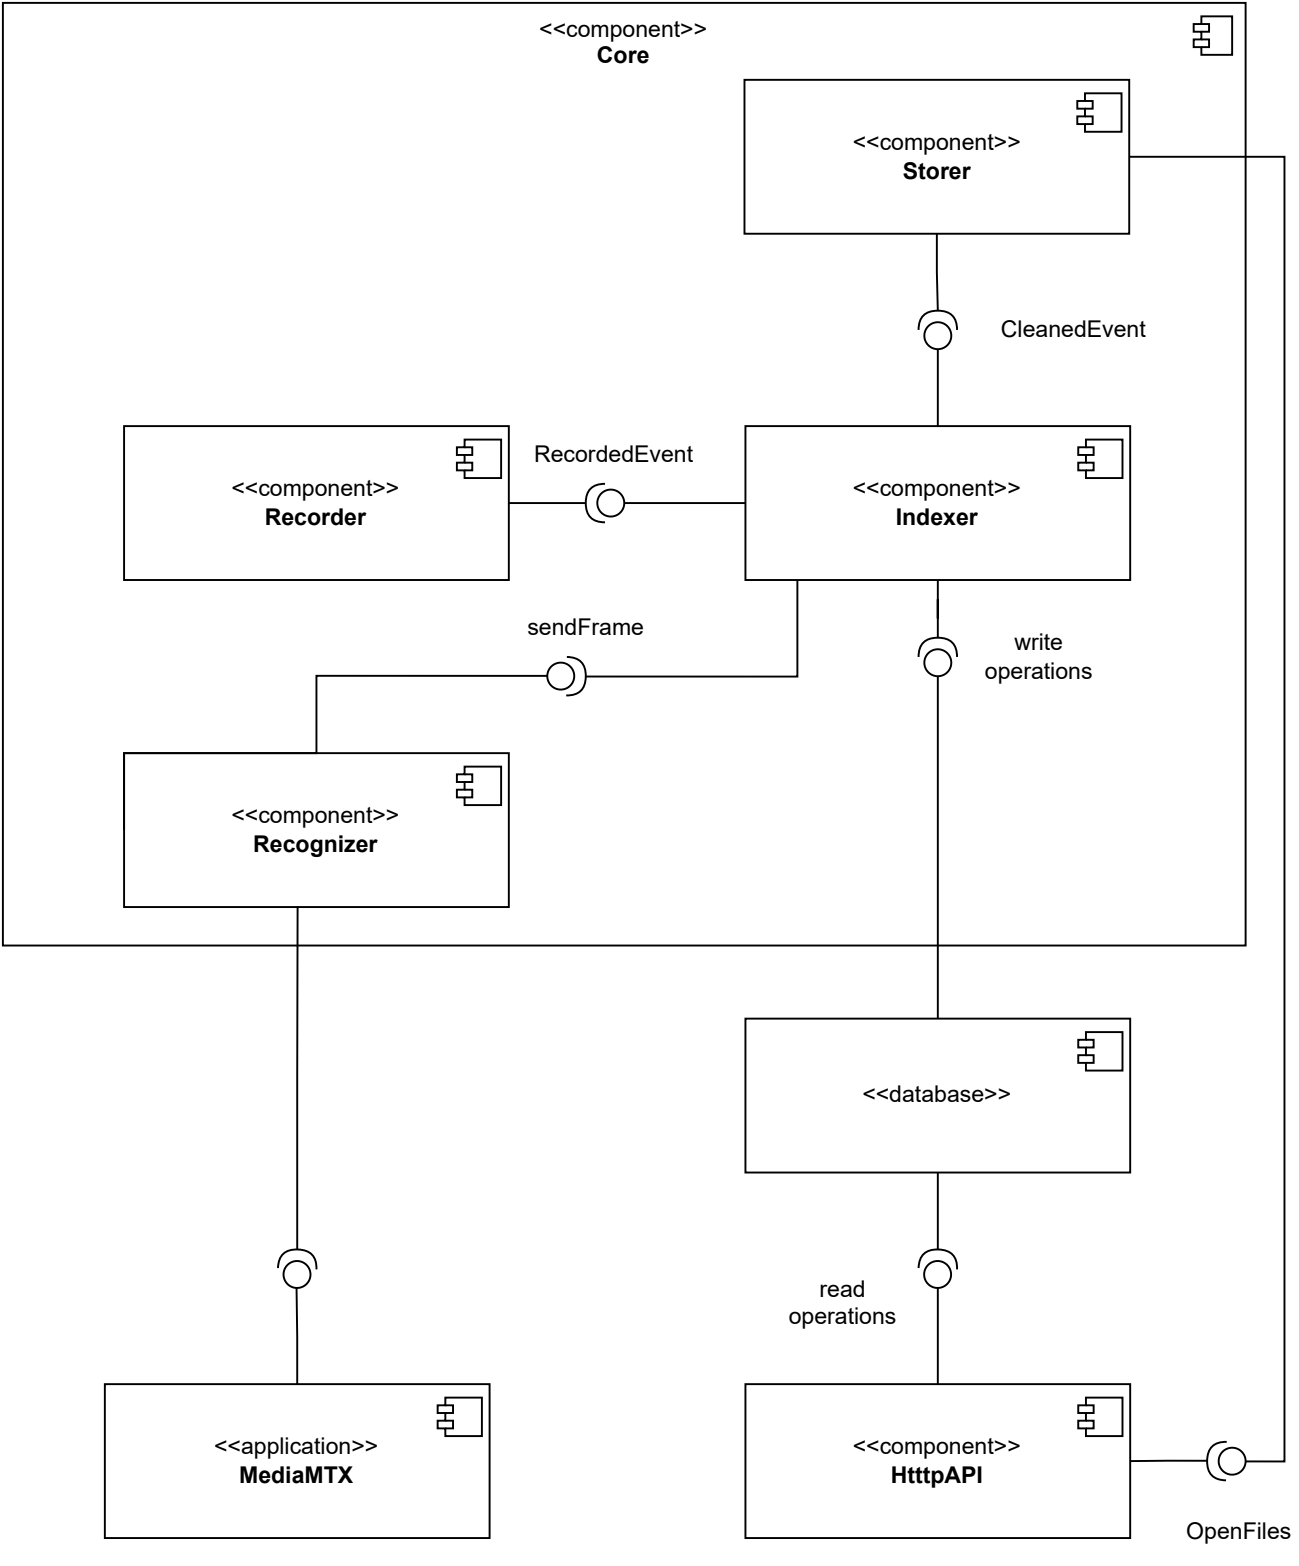 <<component>>
Core
<<component>>
Storer
CleanedEvent
RecordedEvent
<<component>>
Recorder
<<component>>
Indexer
sendFrame
write
operations
<<component>>
Recognizer
<<database>>
read
operations
<<application>>
MediaMTX
<<component>>
HtttpAPI
OpenFiles